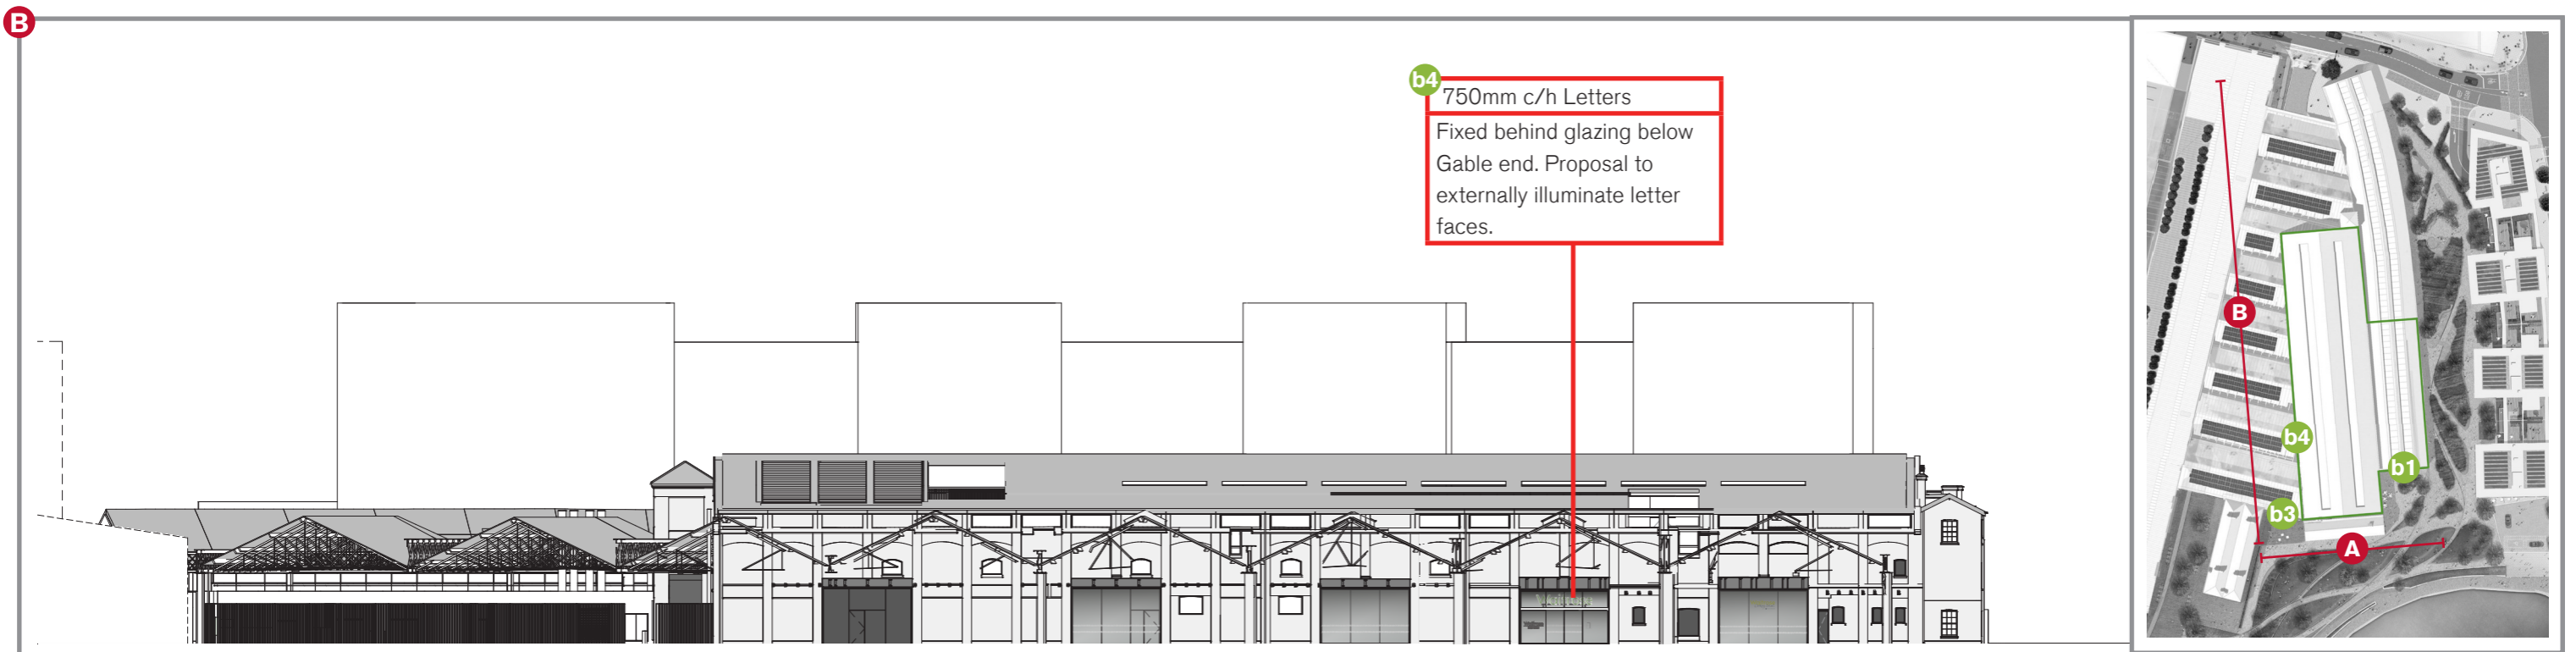 B
b4
750mm c/h Letters
Fixed behind glazing below
Gable end. Proposal to
externally illuminate letter
faces.
B
b4
b1
b3
A